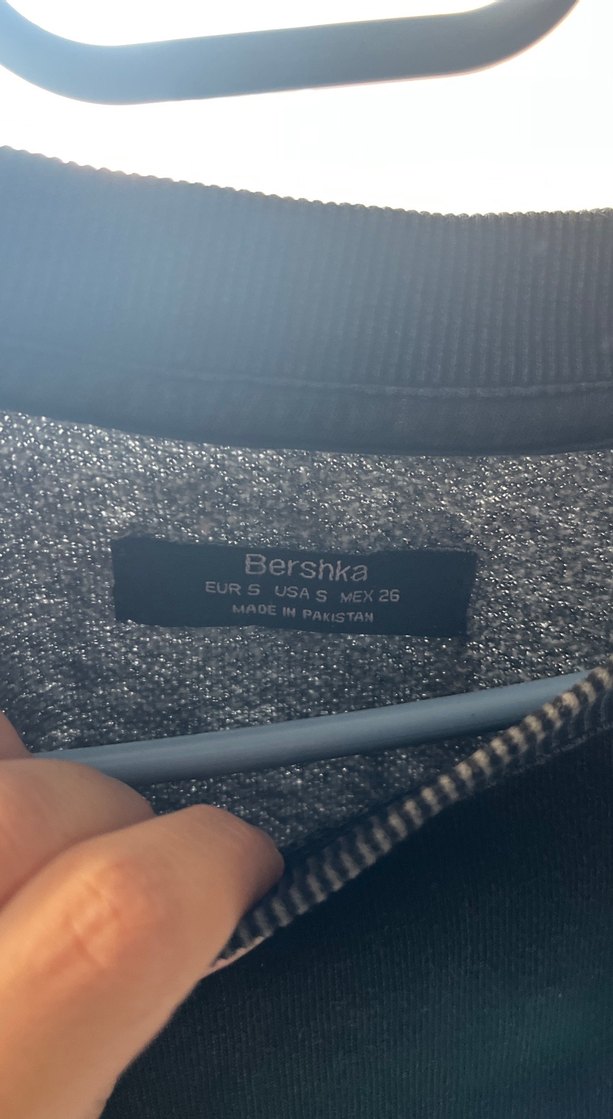 Bershka
EUR S USA S MEX 26
MADE IN PAKISTAN